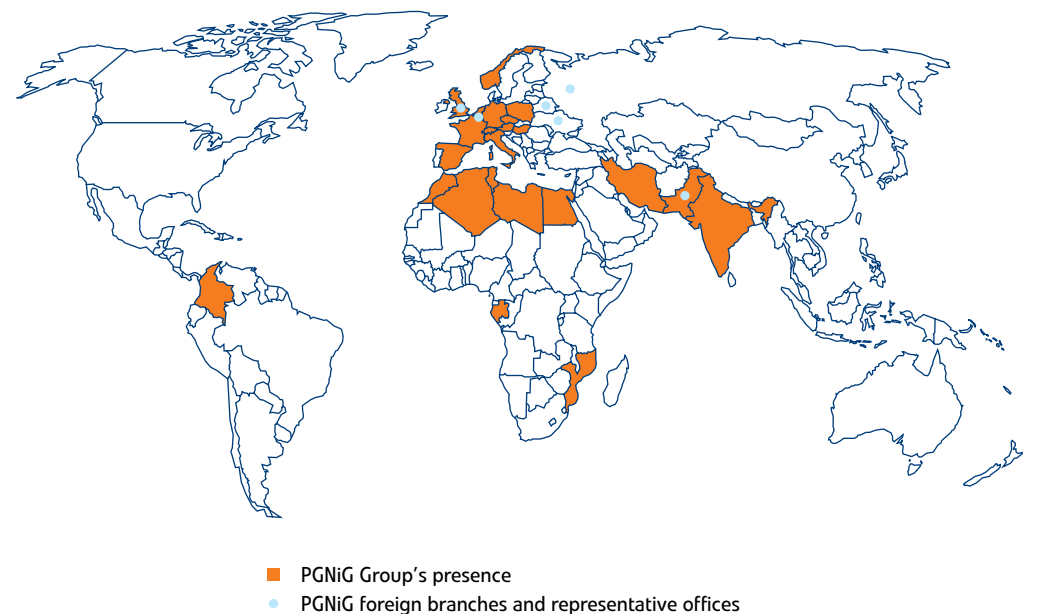 PGNiG Group's presence
PGNiG foreign branches and representative offices